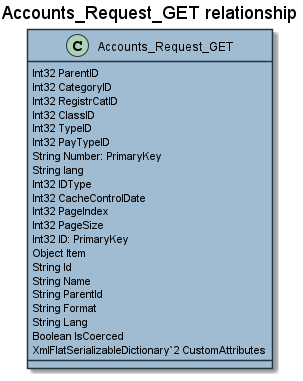 Accounts_Request_GET relationship
C Accounts_Request_GET
Int32 ParentID
Int32 CategoryID
Int32 RegistrCatID
Int32 ClassID
Int32 TypeID
Int32 PayTypeID
String Number: PrimaryKey
String lang
Int32 IDType
Int32 CacheControlDate
Int32 PageIndex
Int32 PageSize
Int32 ID: PrimaryKey
Object Item
String Id
String Name
String ParentId
String Format
String Lang
Boolean IsCoerced
XmlFlatSerializableDictionary`2 CustomAttributes